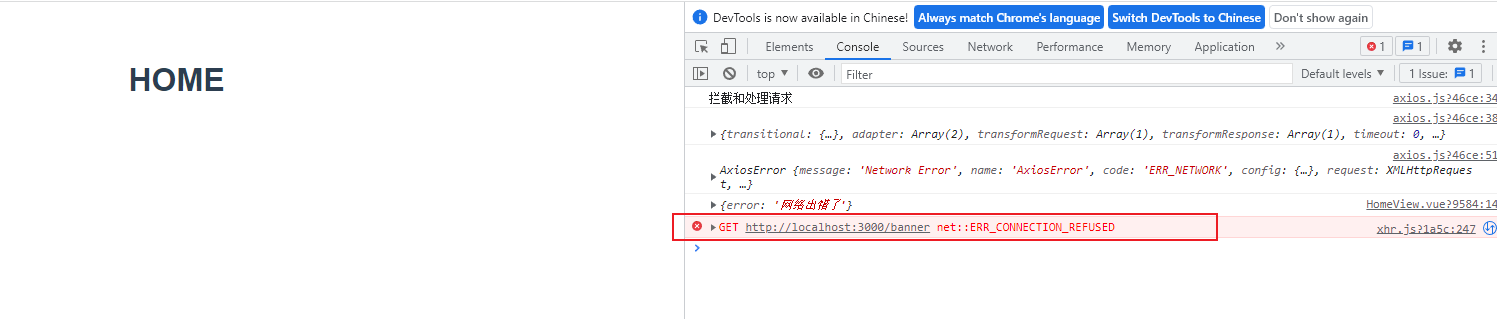 DevTools is now available in Chinese! Always match Chrome's language Switch DevTools to Chinese Don't show again
HOME
Elements Console Sources Network Performance Memory Application » 1 1
top ▼ Filter Default levels ▼ 1 Issue: 1
拦截和处理请求 axios.js?46ce:34
axios.js?46ce:38
▶{transitional: {…}, adapter: Array(2), transformRequest: Array(1), transformResponse: Array(1), timeout: 0, …}
axios.js?46ce:51
AxiosError {message: 'Network Error', name: 'AxiosError', code: 'ERR_NETWORK', config: {…}, request: XMLHttpReques
t, …}
▶{error: '网络出错了'} HomeView.vue?9584:14
▶GET http://localhost:3000/banner net::ERR_CONNECTION_REFUSED xhr.js?1a5c:247
>